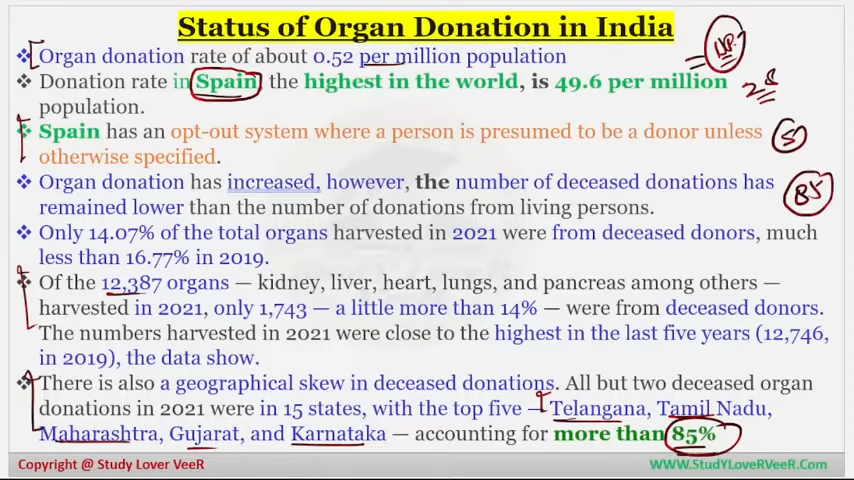 Status of Organ Donation in India
❖ Organ donation rate of about 0.52 per million population
❖ Donation rate in Spain, the highest in the world, is 49.6 per million
population.
❖ Spain has an opt-out system where a person is presumed to be a donor unless
otherwise specified.
❖ Organ donation has increased, however, the number of deceased donations has
remained lower than the number of donations from living persons.
❖ Only 14.07% of the total organs harvested in 2021 were from deceased donors, much
less than 16.77% in 2019.
❖ Of the 12,387 organs — kidney, liver, heart, lungs, and pancreas among others —
harvested in 2021, only 1,743 — a little more than 14% — were from deceased donors.
The numbers harvested in 2021 were close to the highest in the last five years (12,746,
in 2019), the data show.
❖ There is also a geographical skew in deceased donations. All but two deceased organ
donations in 2021 were in 15 states, with the top five — Telangana, Tamil Nadu,
Maharashtra, Gujarat, and Karnataka — accounting for more than 85%
85
Copyright @ Study Lover VeeR
WWW.StudyLoveRVeeR.Com